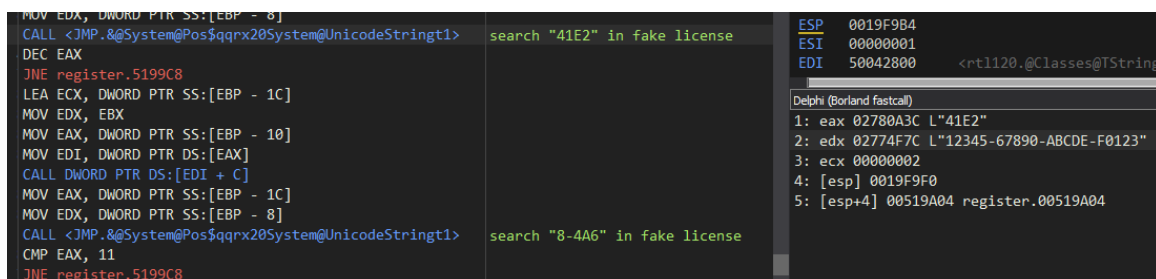 MOV EDX, DWORD PTR SS:[EBP - 8]
CALL <JMP.&@System@Pos$qqrx20System@UnicodeStringt1> search "41E2" in fake license
DEC EAX
JNE register.5199C8
LEA ECX, DWORD PTR SS:[EBP - 1C]
MOV EDX, EBX
MOV EAX, DWORD PTR SS:[EBP - 10]
MOV EDI, DWORD PTR DS:[EAX]
CALL DWORD PTR DS:[EDI + C]
MOV EAX, DWORD PTR SS:[EBP - 1C]
MOV EDX, DWORD PTR SS:[EBP - 8]
CALL <JMP.&@System@Pos$qqrx20System@UnicodeStringt1> search "8-4A6" in fake license
CMP EAX, 11
JNE register.5199C8
ESP 0019F9B4
ESI 00000001
EDI 50042800 <rtl120.@Classes@TString
Delphi (Borland fastcall)
1: eax 02780A3C L"41E2"
2: edx 02774F7C L"12345-67890-ABCDE-F0123"
3: ecx 00000002
4: [esp] 0019F9F0
5: [esp+4] 00519A04 register.00519A04